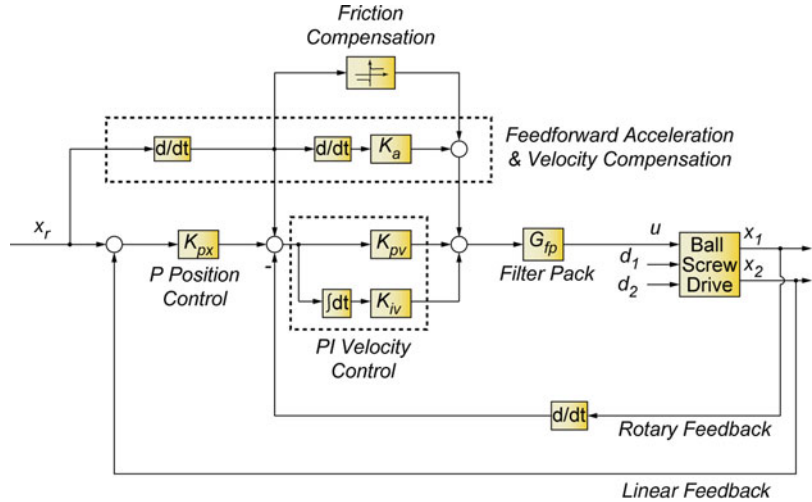 Friction
Compensation
d/dt
d/dt
K_a
Feedforward Acceleration
& Velocity Compensation
x_r
K_px
P Position
Control
-
K_pv
∫dt
K_iv
PI Velocity
Control
G_fp
Filter Pack
u
d_1
d_2
Ball
Screw
Drive
x_1
x_2
d/dt
Rotary Feedback
Linear Feedback